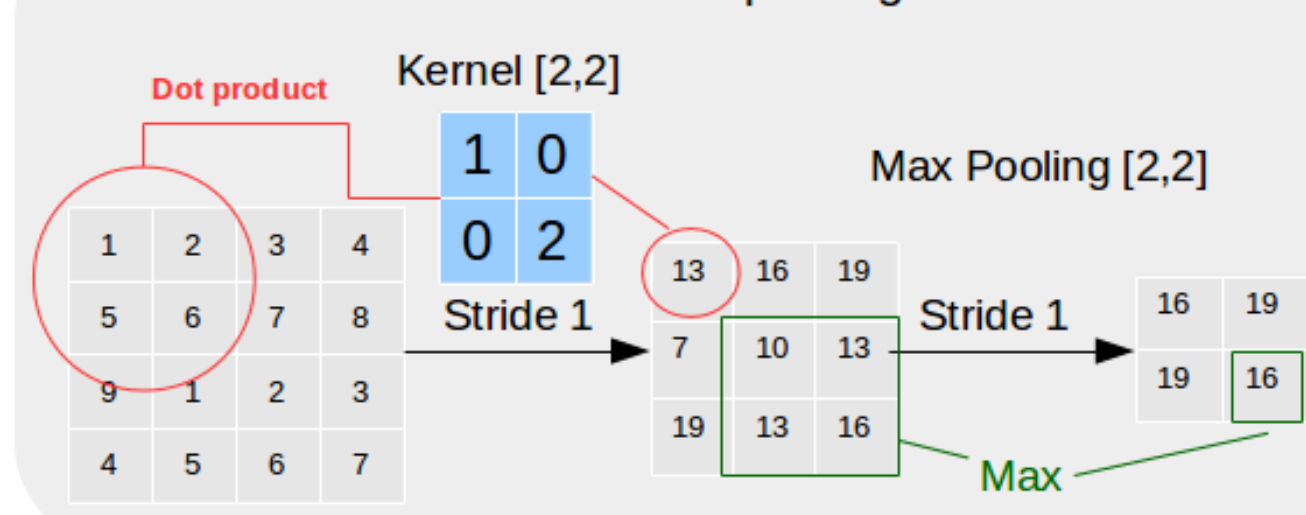 Kernel [2,2]
Dot product
1 0
0 2
Max Pooling [2,2]
1 2 3 4
5 6 7 8
9 1 2 3
4 5 6 7
Stride 1
13 16 19
7 10 13
19 13 16
Stride 1
16 19
19 16
Max